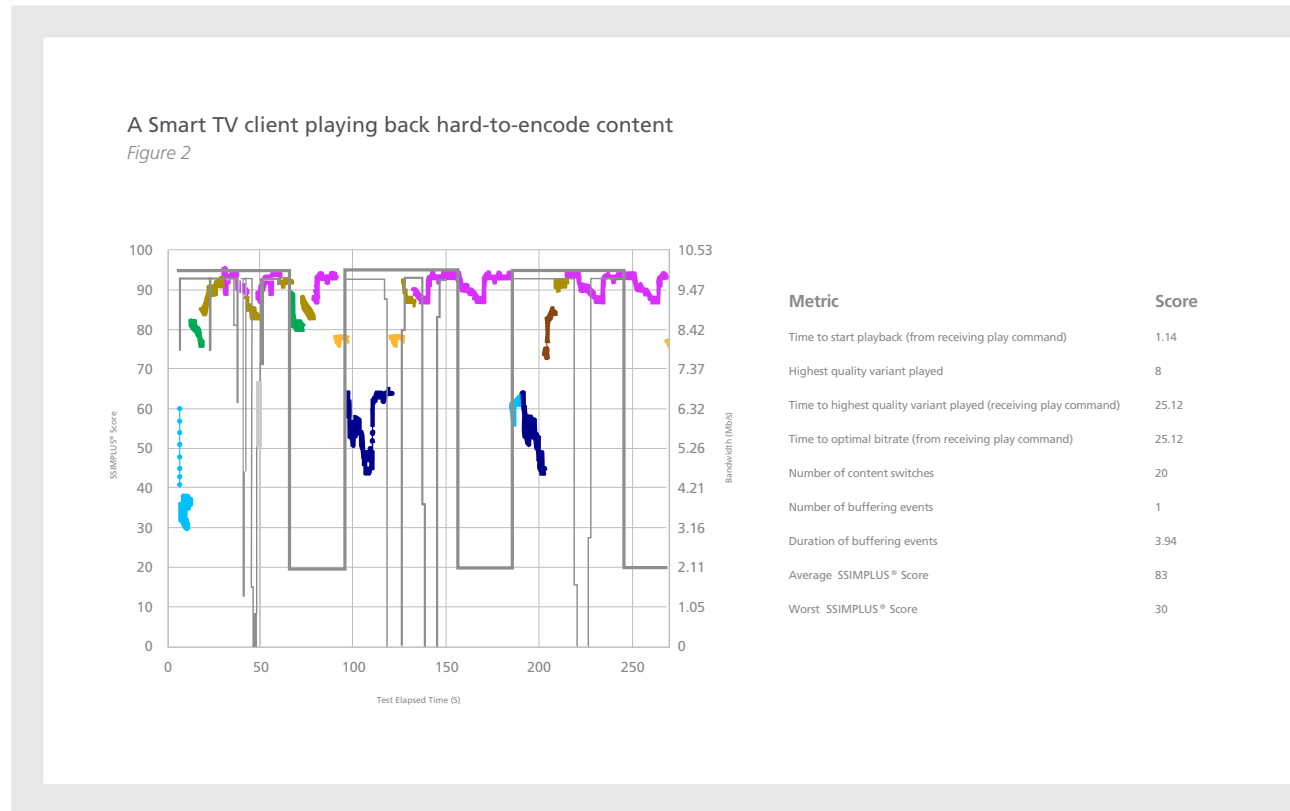 A Smart TV client playing back hard-to-encode content
Figure 2
100
90
80
70
60
50
40
30
20
10
0
SSIMPLUS® Score
10.53
9.47
8.42
7.37
6.32
5.26
4.21
3.16
2.11
1.05
0
Bandwidth (Mb/s)
0 50 100 150 200 250
Test Elapsed Time (S)
Metric Score
Time to start playback (from receiving play command) 1.14
Highest quality variant played 8
Time to highest quality variant played (receiving play command) 25.12
Time to optimal bitrate (from receiving play command) 25.12
Number of content switches 20
Number of buffering events 1
Duration of buffering events 3.94
Average SSIMPLUS® Score 83
Worst SSIMPLUS® Score 30